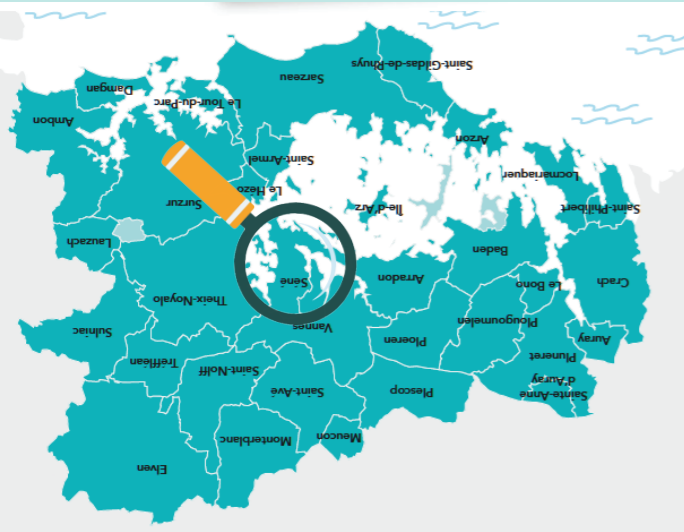 Elven
Meucon
Monterblanc
Sainte-Anne
d'Auray
Plescop
Saint-Avé
Saint-Nolff
Tréffléan
Pluneret
Auray
Ploeren
Sulniac
Vannes
Plougoumelen
Theix-Noyalo
Le Bono
Crach
Séné
Arradon
Baden
Lauzach
Saint-Philibert
Île-d'Arz
Surzur
Le Hézo
Locmariaquer
Saint-Armel
Arzon
Ambon
Le Tour-du-Parc
Damgan
Sarzeau
Saint-Gildas-de-Rhuys